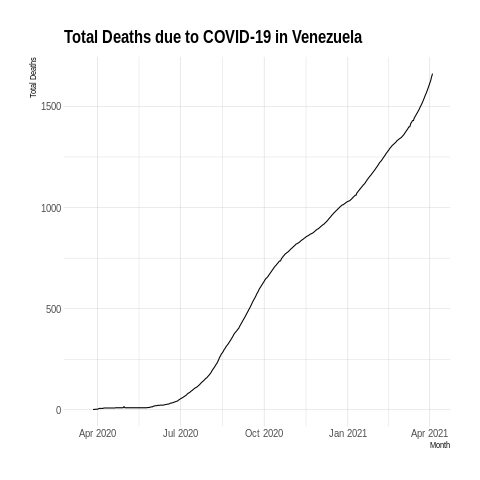 Total Deaths due to COVID-19 in Venezuela
Total Deaths
1500
1000
500
0
Apr 2020 Jul 2020 Oct 2020 Jan 2021 Apr 2021
Month